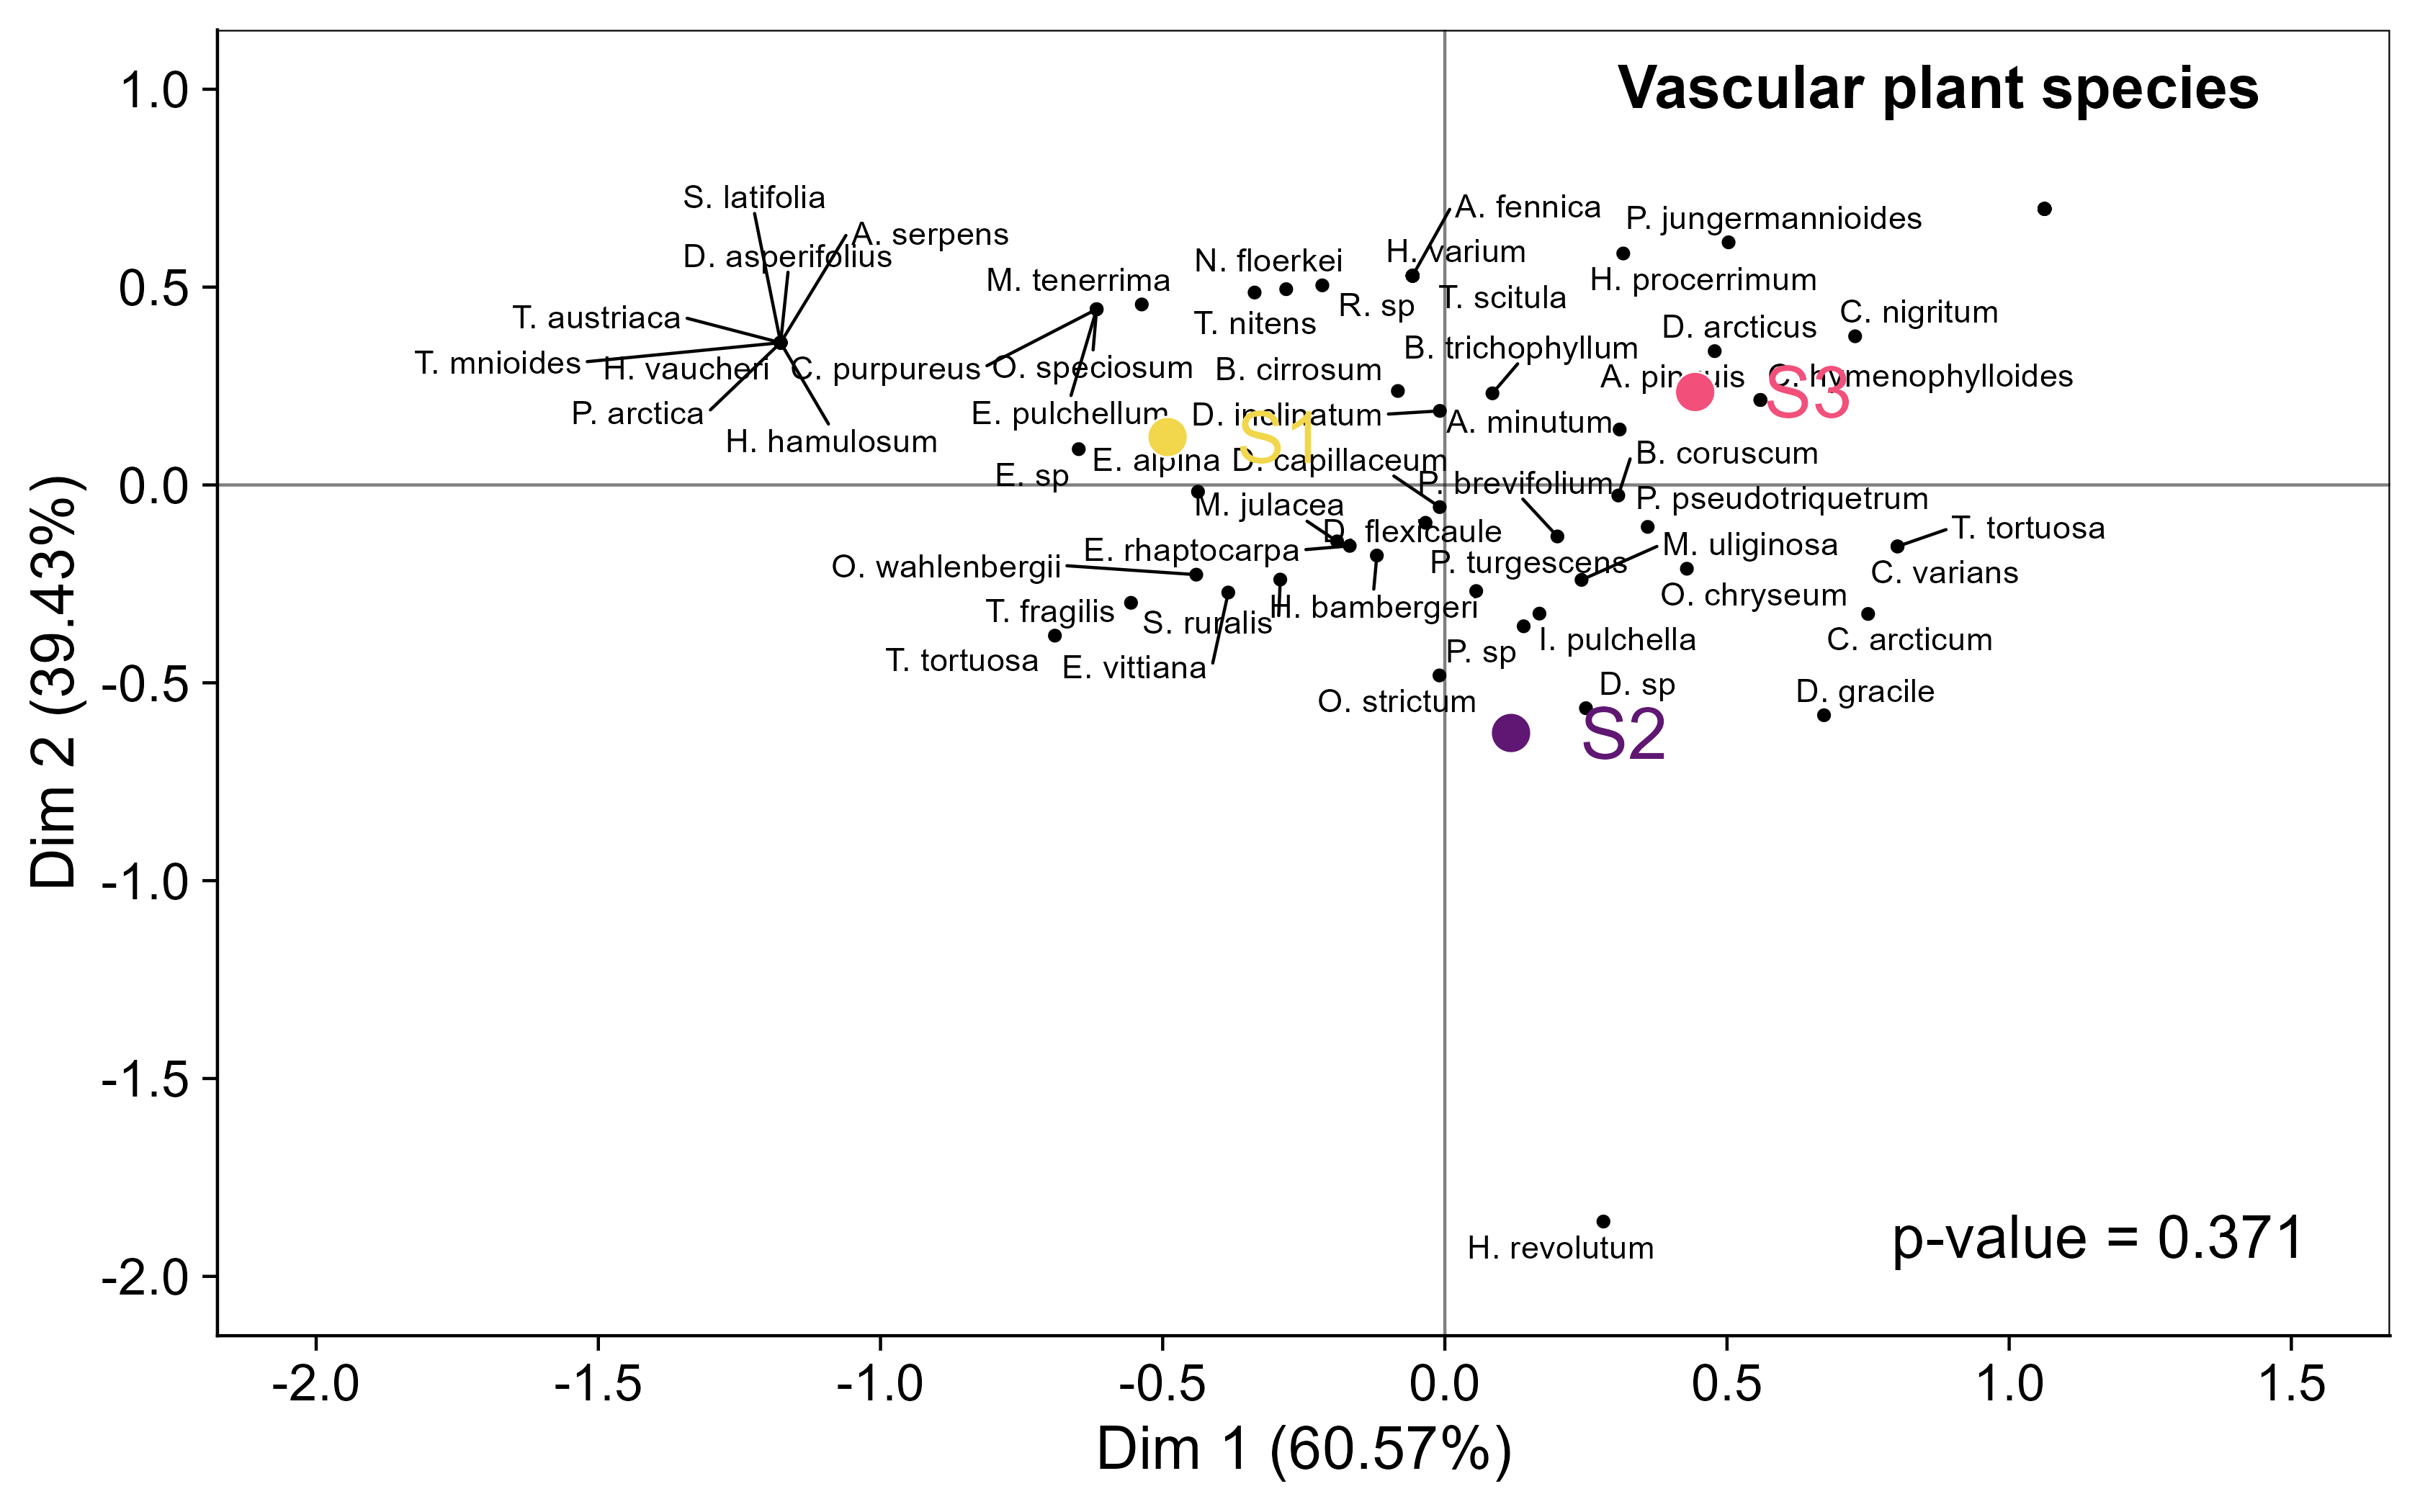 Vascular plant species
1.0
0.5
0.0
-0.5
-1.0
-1.5
-2.0
Dim 2 (39.43%)
S. latifolia
A. serpens
D. asperifolius
T. austriaca
T. mnioides
H. vaucheri
P. arctica
H. hamulosum
M. tenerrima
C. purpureus
O. speciosum
E. pulchellum
N. floerkei
T. nitens
R. sp
A. fennica
H. varium
T. scitula
P. jungermannioides
H. procerrimum
C. nigritum
D. arcticus
B. trichophyllum
B. cirrosum
A. pinguis
C. hymenophylloides
S3
D. inclinatum
A. minutum
S1
E. sp
E. alpina
D. capillaceum
B. coruscum
P. brevifolium
P. pseudotriquetrum
M. julacea
D. flexicaule
T. tortuosa
E. rhaptocarpa
M. uliginosa
P. turgescens
O. wahlenbergii
C. varians
O. chryseum
T. fragilis
S. ruralis
H. bambergeri
I. pulchella
C. arcticum
P. sp
T. tortuosa
E. vittiana
D. sp
D. gracile
O. strictum
S2
H. revolutum
p-value = 0.371
-2.0
-1.5
-1.0
-0.5
0.0
0.5
1.0
1.5
Dim 1 (60.57%)